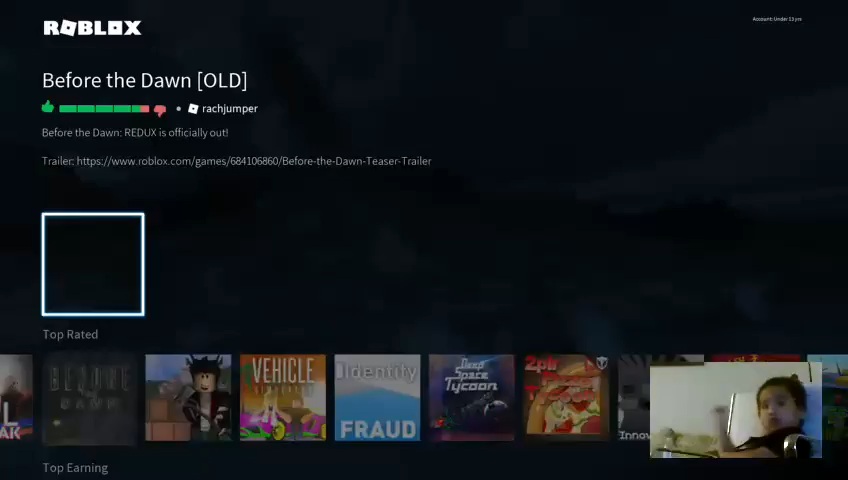 ROBLOX
Account: Under 13 yrs
Before the Dawn [OLD]
rachjumper
Before the Dawn: REDUX is officially out!
Trailer: https://www.roblox.com/games/684106860/Before-the-Dawn-Teaser-Trailer
Top Rated
BEFORE
VEHICLE
Identity
FRAUD
Deep
Space
Tycoon
2plr
Top Earning